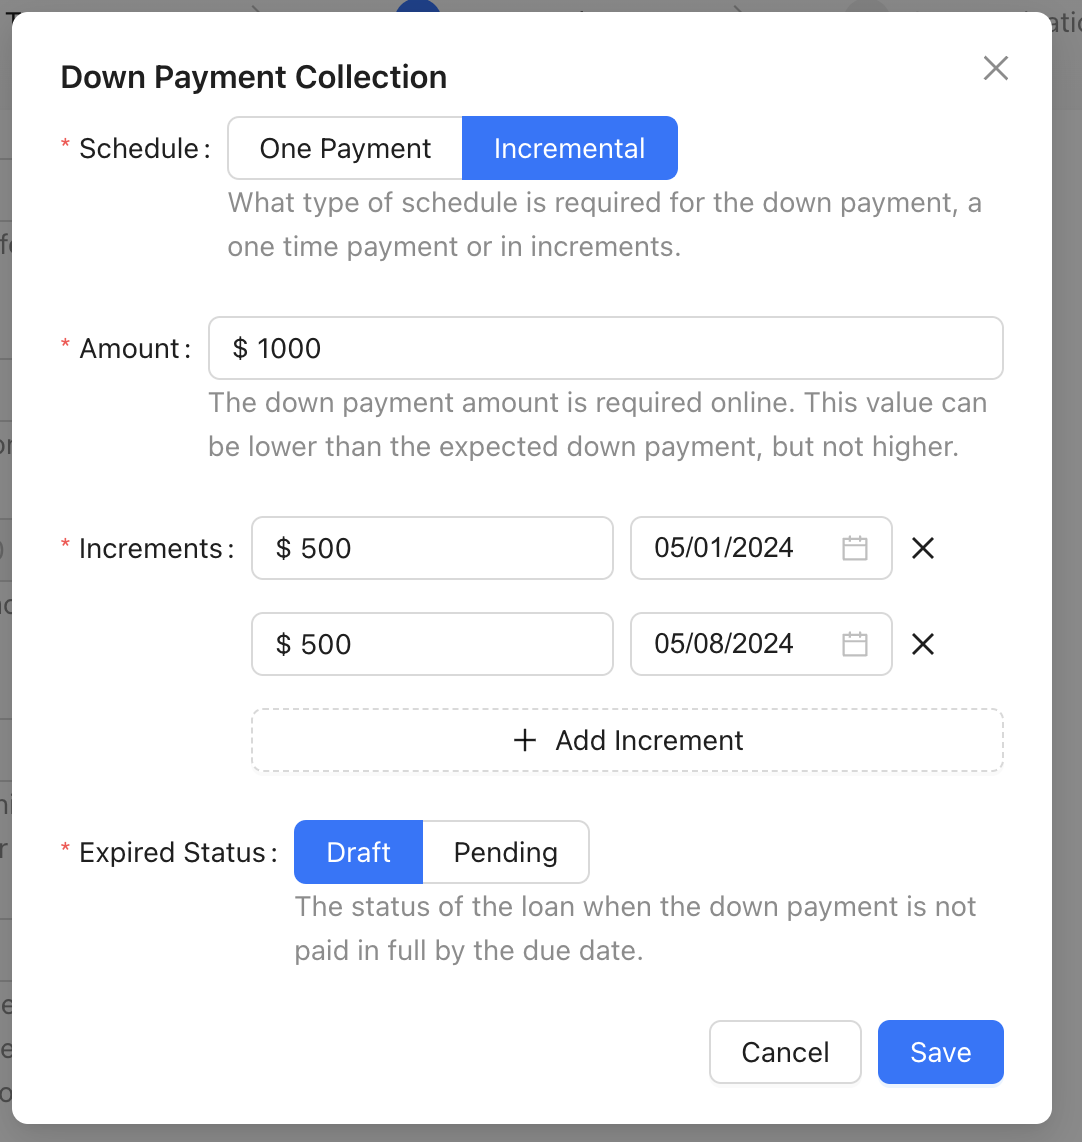 Down Payment Collection
* Schedule: One Payment Incremental
What type of schedule is required for the down payment, a
one time payment or in increments.
* Amount: $ 1000
The down payment amount is required online. This value can
be lower than the expected down payment, but not higher.
* Increments: $ 500 05/01/2024
$ 500 05/08/2024
+ Add Increment
* Expired Status: Draft Pending
The status of the loan when the down payment is not
paid in full by the due date.
Cancel Save